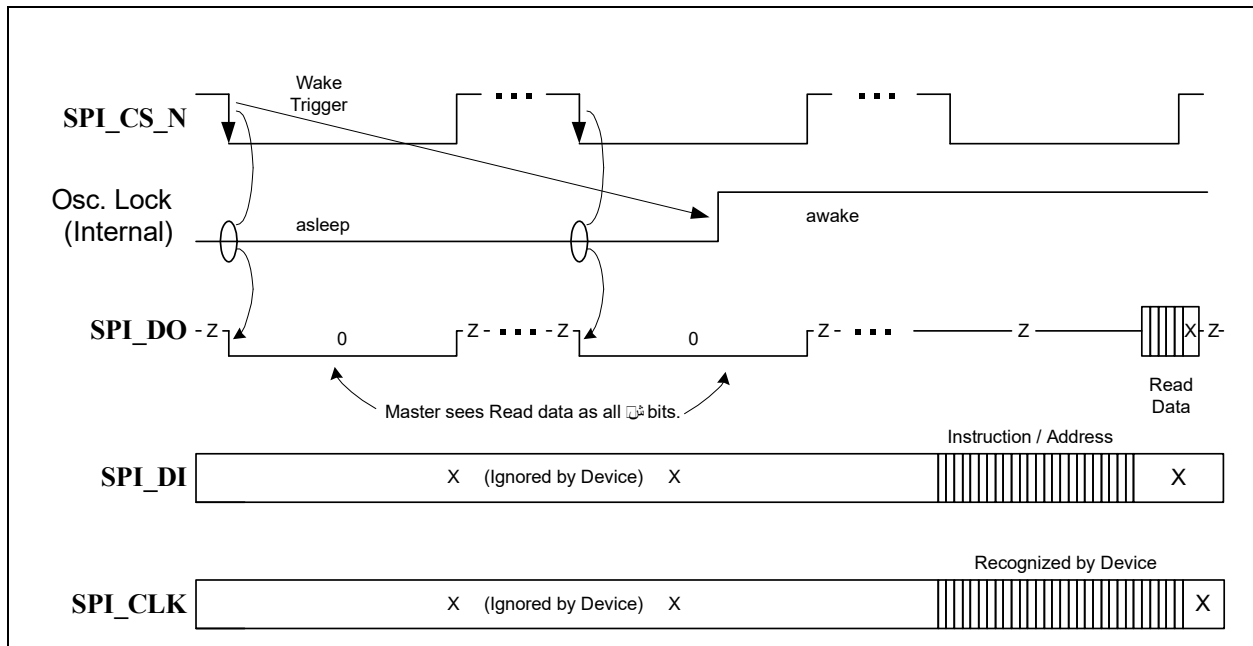 Wake
Trigger
SPI_CS_N
Osc. Lock
(Internal)
asleep
awake
SPI_DO
Z 0 Z Z 0 Z Z X Z
Master sees Read data as all bits.
Read
Data
Instruction / Address
SPI_DI
X (Ignored by Device) X X
Recognized by Device
SPI_CLK
X (Ignored by Device) X X